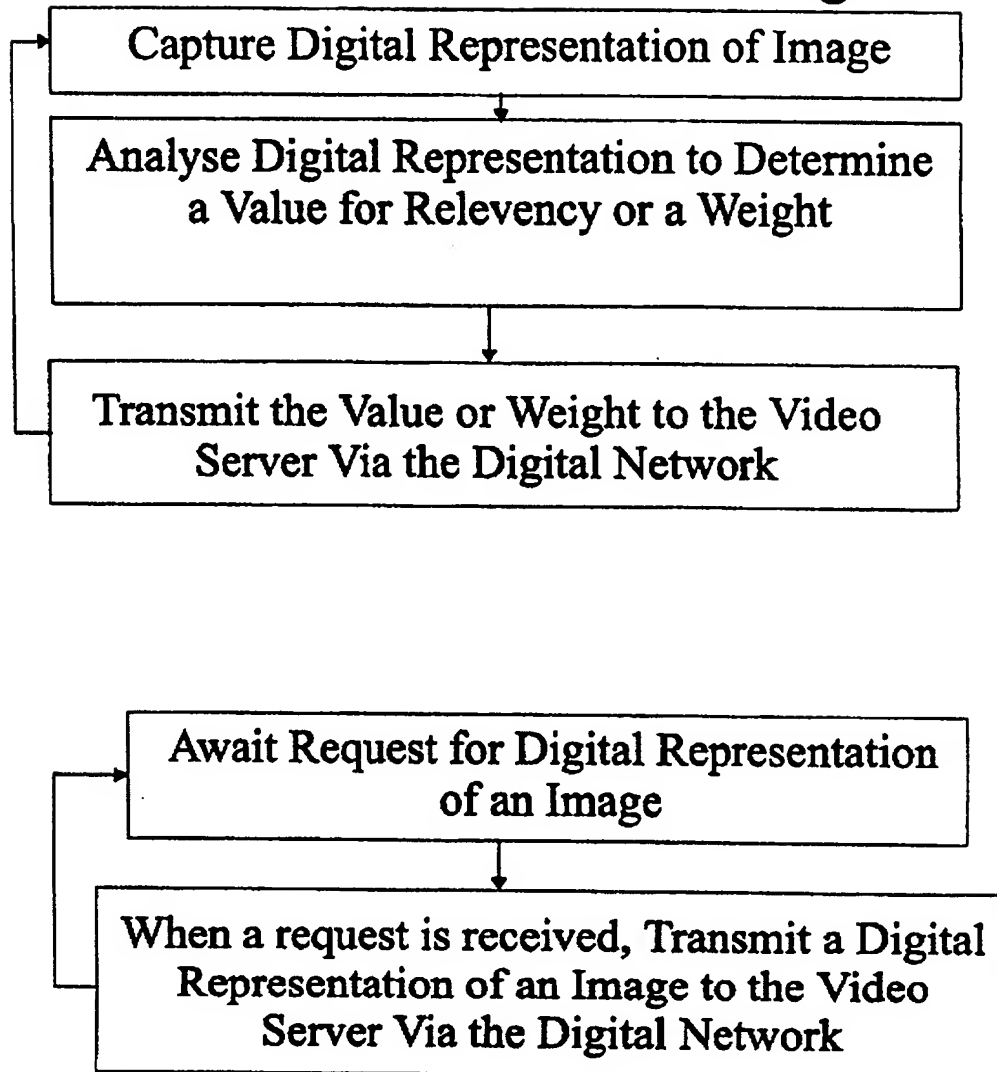 Capture Digital Representation of Image
Analyse Digital Representation to Determine
a Value for Relevency or a Weight
Transmit the Value or Weight to the Video
Server Via the Digital Network
Await Request for Digital Representation
of an Image
When a request is received, Transmit a Digital
Representation of an Image to the Video
Server Via the Digital Network